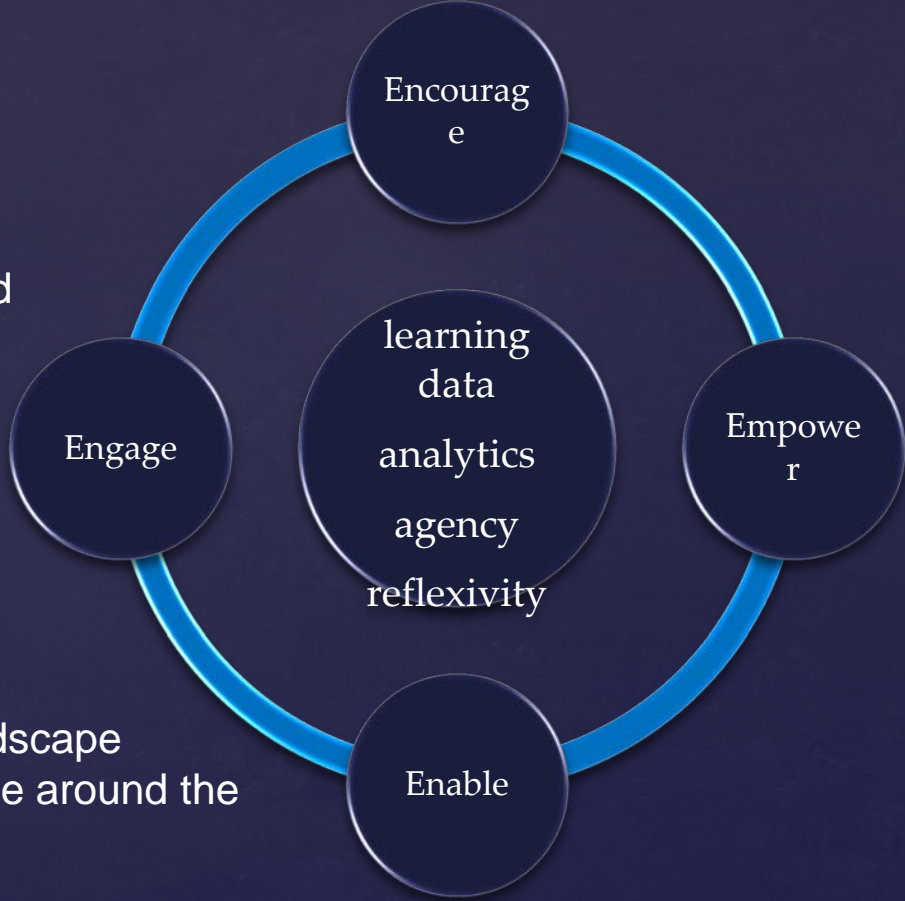 Encourag
e
learning
data
analytics
agency
reflexivity
Engage
Empowe
r
Enable
e around the